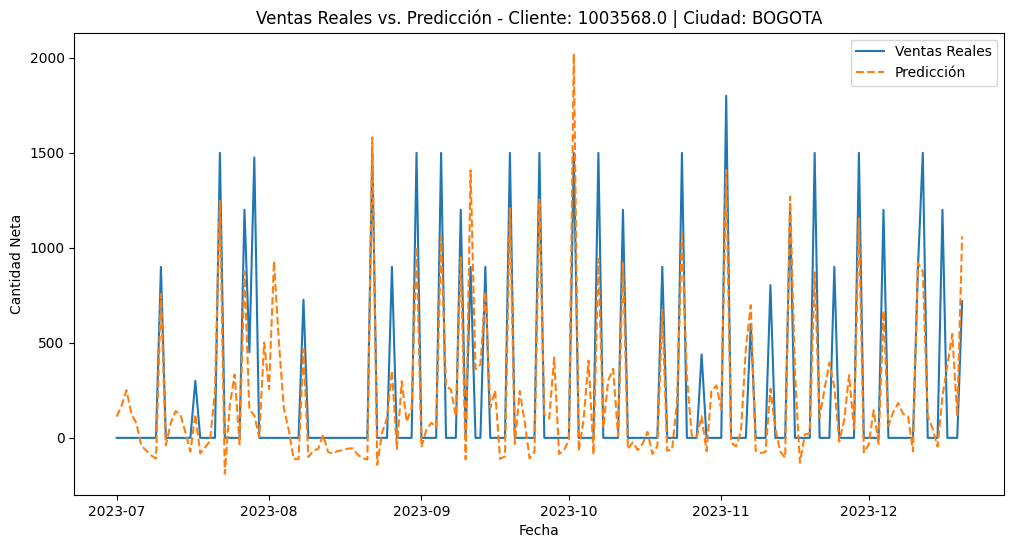 Ventas Reales vs. Predicción - Cliente: 1003568.0 | Ciudad: BOGOTA
Ventas Reales
Predicción
Cantidad Neta
2000
1500
1000
500
0
2023-07
2023-08
2023-09
2023-10
2023-11
2023-12
Fecha